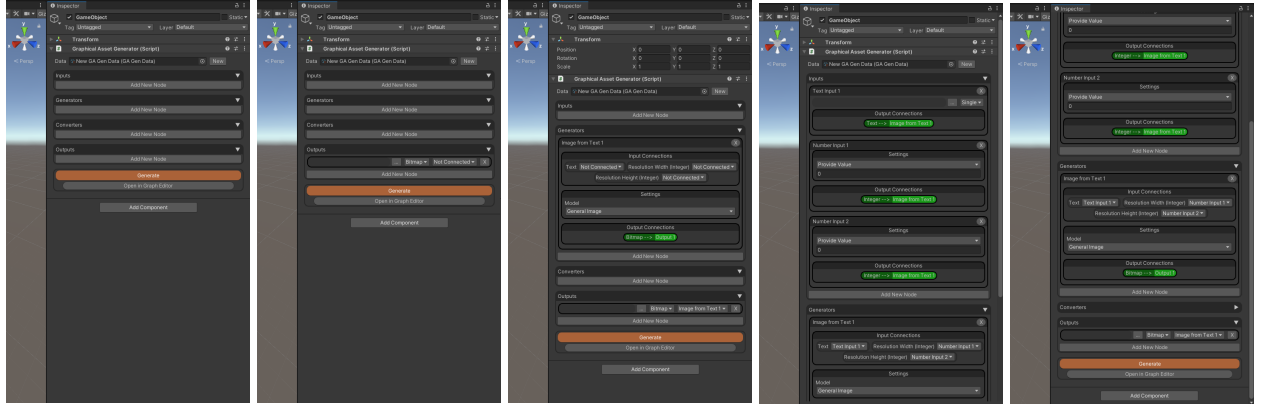 Inspector
GameObject
Static
Tag Untagged Layer Default
Transform
Graphical Asset Generator (Script)
Data New GA Gen Data (GA Gen Data) New
Inputs
Add New Node
Generators
Add New Node
Converters
Add New Node
Outputs
Add New Node
Generate
Open in Graph Editor
Add Component
< Persp
Inspector
GameObject
Static
Tag Untagged Layer Default
Transform
Graphical Asset Generator (Script)
Data New GA Gen Data (GA Gen Data) New
Inputs
Add New Node
Generators
Add New Node
Converters
Add New Node
Outputs
... Bitmap Not Connected X
Add New Node
Generate
Open in Graph Editor
Add Component
< Persp
Inspector
GameObject
Static
Tag Untagged Layer Default
Transform
Position X 0 Y 0 Z 0
Rotation X 0 Y 0 Z 0
Scale X 1 Y 1 Z 1
Graphical Asset Generator (Script)
Data New GA Gen Data (GA Gen Data) New
Inputs
Add New Node
Generators
Image from Text 1 X
Input Connections
Text Not Connected Resolution Width (Integer) Not Connected
Resolution Height (Integer) Not Connected
Settings
Model
General Image
Output Connections
Bitmap --> Output 1
Add New Node
Converters
Add New Node
Outputs
... Bitmap Image from Text 1 X
Add New Node
Generate
Open in Graph Editor
Add Component
< Persp
Inspector
GameObject
Static
Tag Untagged Layer Default
Transform
Graphical Asset Generator (Script)
Data New GA Gen Data (GA Gen Data) New
Inputs
Text Input 1 X
... Single
Output Connections
Text --> Image from Text 1
Number Input 1 X
Settings
Provide Value
0
Output Connections
Integer --> Image from Text 1
Number Input 2 X
Settings
Provide Value
0
Output Connections
Integer --> Image from Text 1
Add New Node
Generators
Image from Text 1 X
Input Connections
Text Text Input 1 Resolution Width (Integer) Number Input 1
Resolution Height (Integer) Number Input 2
Settings
Model
General Image
< Persp
Inspector
Provide Value
0
Output Connections
Integer --> Image from Text 1
Number Input 2 X
Settings
Provide Value
0
Output Connections
Integer --> Image from Text 1
Add New Node
Generators
Image from Text 1 X
Input Connections
Text Text Input 1 Resolution Width (Integer) Number Input 1
Resolution Height (Integer) Number Input 2
Settings
Model
General Image
Output Connections
Bitmap --> Output 1
Add New Node
Converters
Outputs
... Bitmap Image from Text 1 X
Add New Node
Generate
Open in Graph Editor
Add Component
< Persp